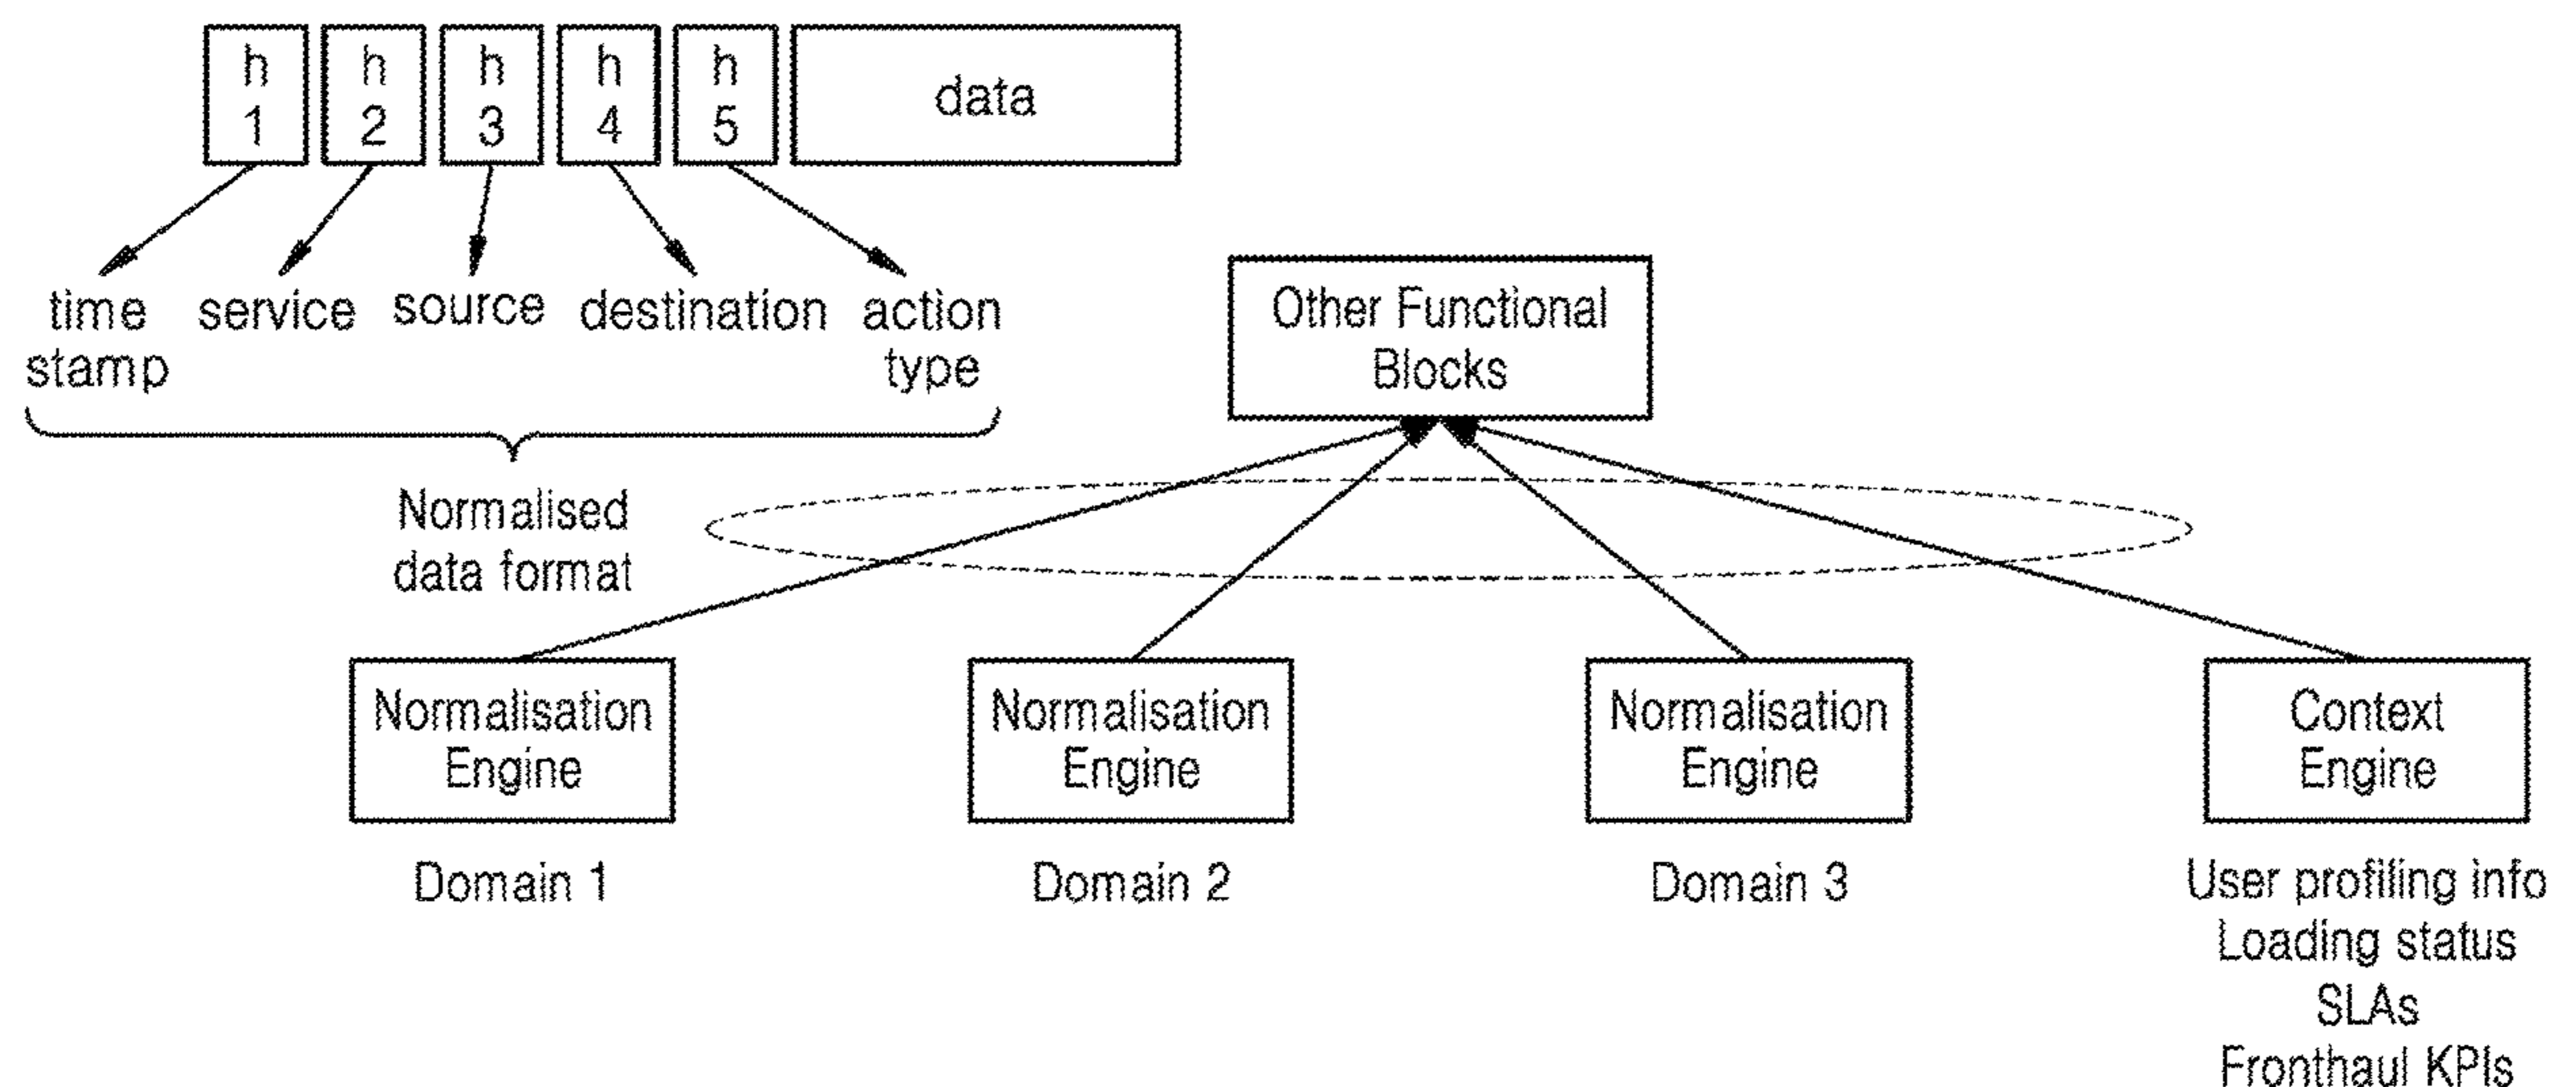 h h h h h
1 2 3 4 5 data
time service source destination action
stamp type
Other Functional
Blocks
Normalised
data format
Normalisation Normalisation Normalisation Context
Engine Engine Engine Engine
Domain 1 Domain 2 Domain 3 User profiling info
Loading status
SLAs
Fronthaul KPIs